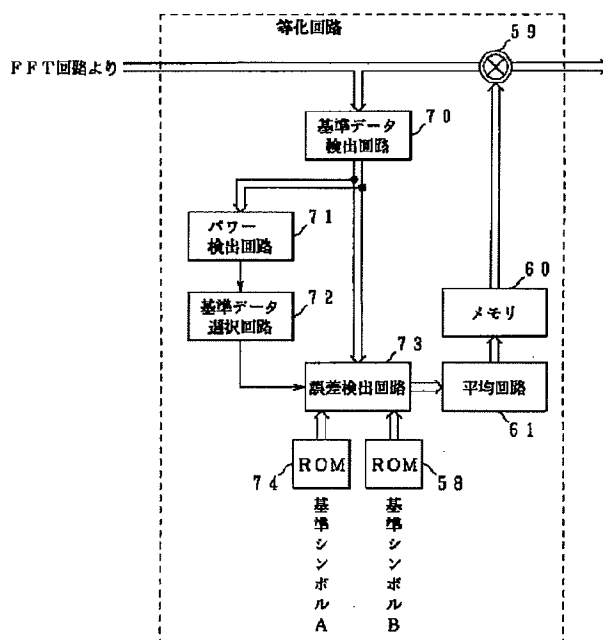 等化回路
59
FFT回路より
基準データ
検出回路
70
パワー
検出回路
71
基準データ
選択回路
72
メモリ
60
誤差検出回路
73
平均回路
61
ROM
74
ROM
58
基準シンボルA
基準シンボルB